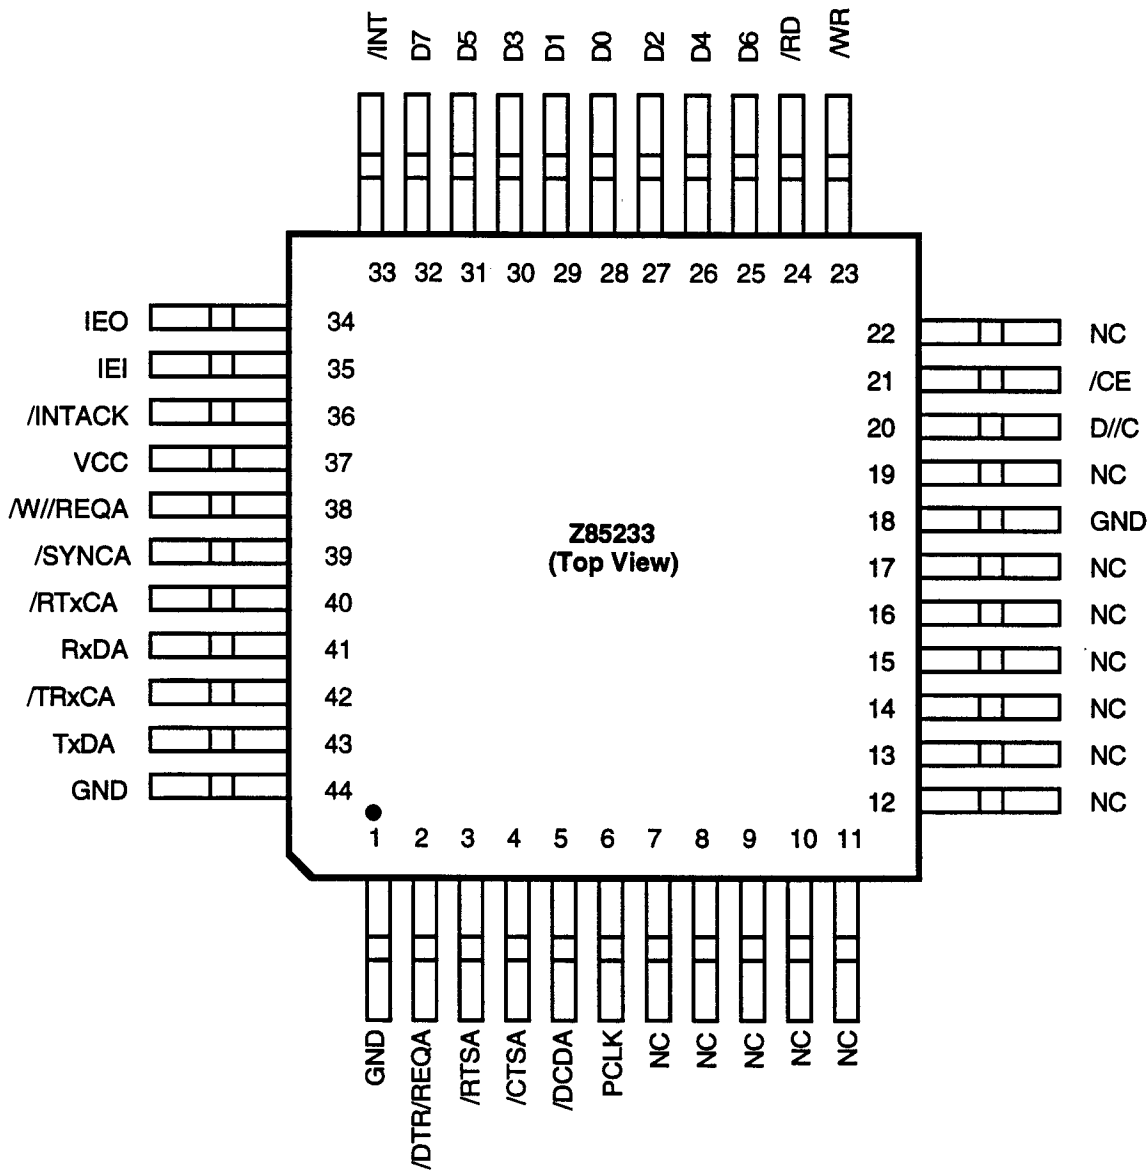 /INT D7 D5 D3 D1 D0 D2 D4 D6 /RD /WR
33 32 31 30 29 28 27 26 25 24 23
IEO 34
IEI 35
/INTACK 36
VCC 37
/W//REQA 38
/SYNCA 39
/RTxCA 40
RxDA 41
/TRxCA 42
TxDA 43
GND 44
Z85233
(Top View)
22 NC
21 /CE
20 D//C
19 NC
18 GND
17 NC
16 NC
15 NC
14 NC
13 NC
12 NC
1 2 3 4 5 6 7 8 9 10 11
GND /DTR/REQA /RTSA /CTSA /DCDA PCLK NC NC NC NC NC